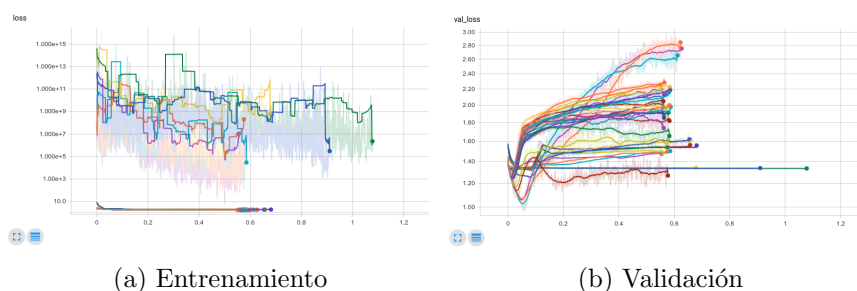 loss
1.000e+15
1.000e+13
1.000e+11
1.000e+9
1.000e+7
1.000e+5
1.000e+3
10.0
0 0.2 0.4 0.6 0.8 1 1.2
(a) Entrenamiento
val_loss
3.00
2.80
2.60
2.40
2.20
2.00
1.80
1.60
1.40
1.20
1.00
0 0.2 0.4 0.6 0.8 1 1.2
(b) Validación